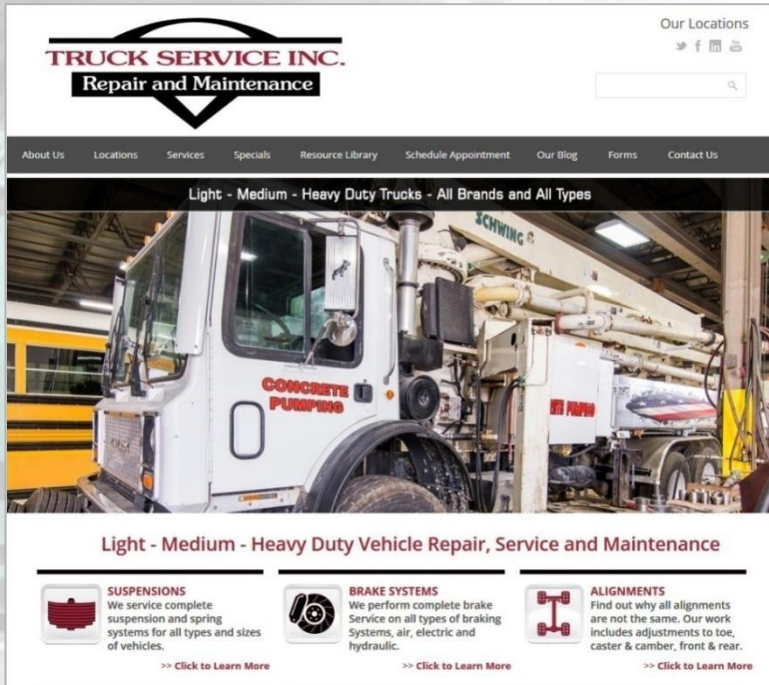 TRUCK SERVICE INC.
Repair and Maintenance
Our Locations
About Us Locations Services Specials Resource Library Schedule Appointment Our Blog Forms Contact Us
Light - Medium - Heavy Duty Trucks - All Brands and All Types
SCHWING
CONCRETE
PUMPING
PUMPING
Light - Medium - Heavy Duty Vehicle Repair, Service and Maintenance
SUSPENSIONS
We service complete
suspension and spring
systems for all types and sizes
of vehicles.
>> Click to Learn More
BRAKE SYSTEMS
We perform complete brake
Service on all types of braking
Systems, air, electric and
hydraulic.
>> Click to Learn More
ALIGNMENTS
Find out why all alignments
are not the same. Our work
includes adjustments to toe,
caster & camber, front & rear.
>> Click to Learn More